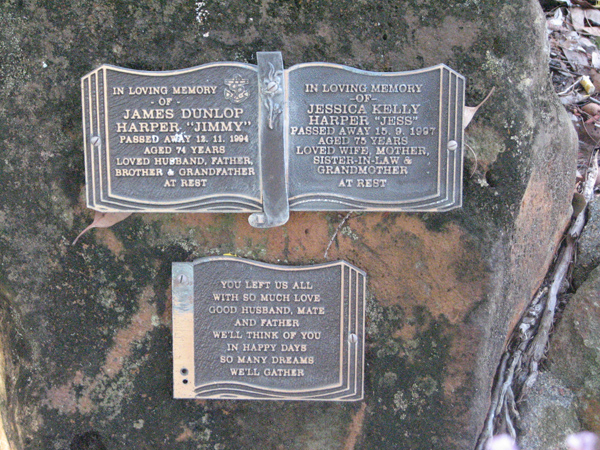 IN LOVING MEMORY
- OF -
JAMES DUNLOP
HARPER "JIMMY"
PASSED AWAY 12. 11. 1994
AGED 74 YEARS
LOVED HUSBAND, FATHER,
BROTHER & GRANDFATHER
AT REST
IN LOVING MEMORY
-OF-
JESSICA KELLY
HARPER "JESS"
PASSED AWAY 15. 9. 1997
AGED 75 YEARS
LOVED WIFE, MOTHER,
SISTER-IN-LAW &
GRANDMOTHER
AT REST
YOU LEFT US ALL
WITH SO MUCH LOVE
GOOD HUSBAND, MATE
AND FATHER
WE'LL THINK OF YOU
IN HAPPY DAYS
SO MANY DREAMS
WE'LL GATHER